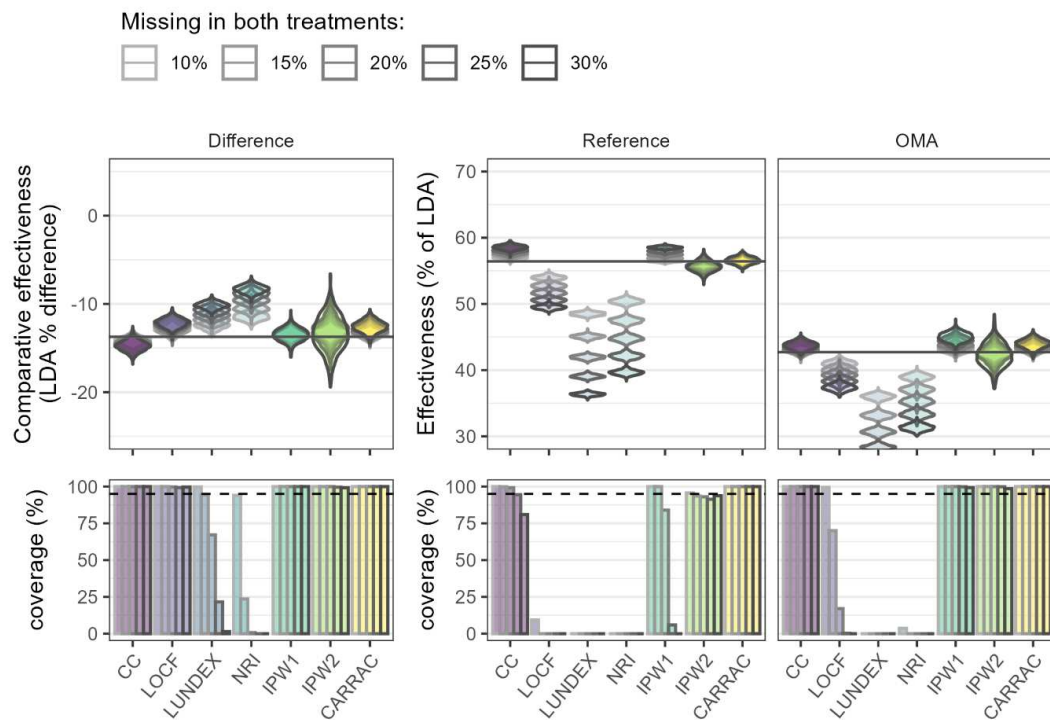 Missing in both treatments:
10% 15% 20% 25% 30%
Difference Reference OMA
Comparative effectiveness
(LDA % difference)
0
-10
-20
Effectiveness (% of LDA)
70
60
50
40
30
coverage (%)
100
75
50
25
0
coverage (%)
100
75
50
25
0
CC LOCF LUNDEX NRI IPW1 IPW2 CARRAC
CC LOCF LUNDEX NRI IPW1 IPW2 CARRAC
CC LOCF LUNDEX NRI IPW1 IPW2 CARRAC